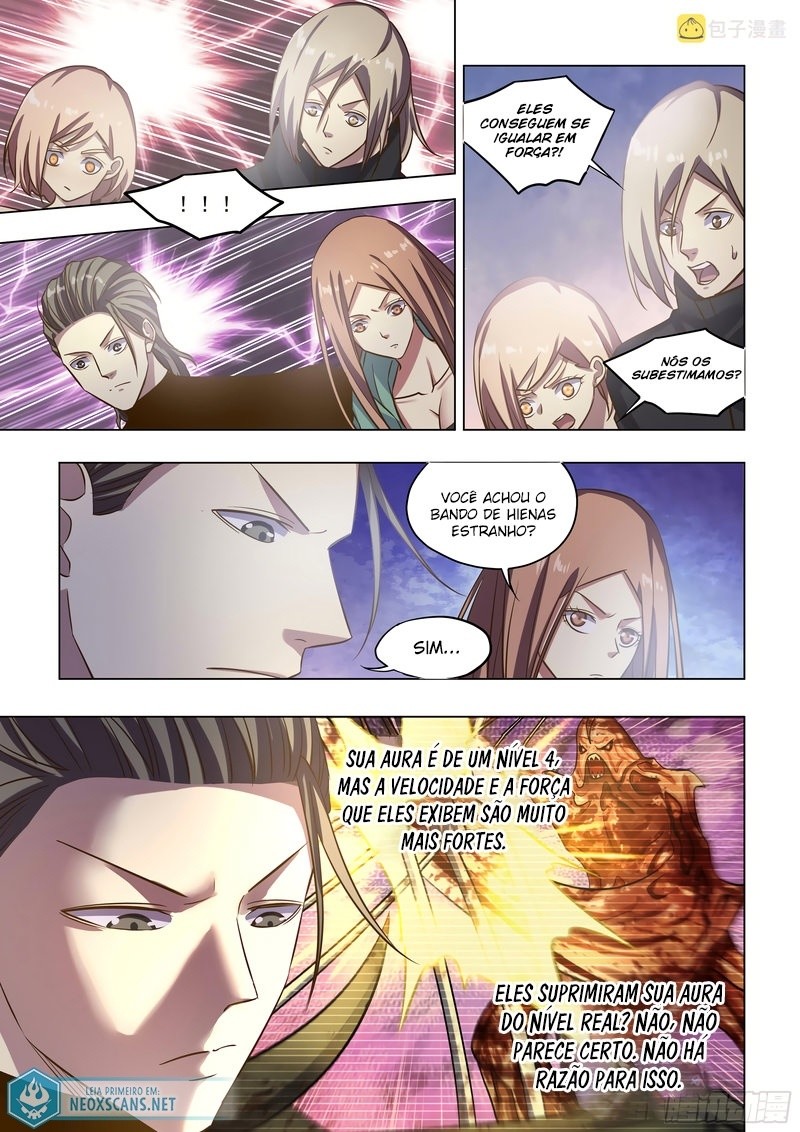 包子漫畫
！！！
ELES
CONSEGUEM SE
IGUALAR EM
FORÇA?!
NÓS OS
SUBESTIMAMOS?
VOCÊ ACHOU O
BANDO DE HIENAS
ESTRANHO?
SIM...
SUA AURA É DE UM NÍVEL 4,
MAS A VELOCIDADE E A FORÇA
QUE ELES EXIBEM SÃO MUITO
MAIS FORTES.
ELES SUPRIMIRAM SUA AURA
DO NÍVEL REAL? NÃO, NÃO
PARECE CERTO. NÃO HÁ
RAZÃO PARA ISSO.
LEIA PRIMEIRO EM:
NEOXSCANS.NET